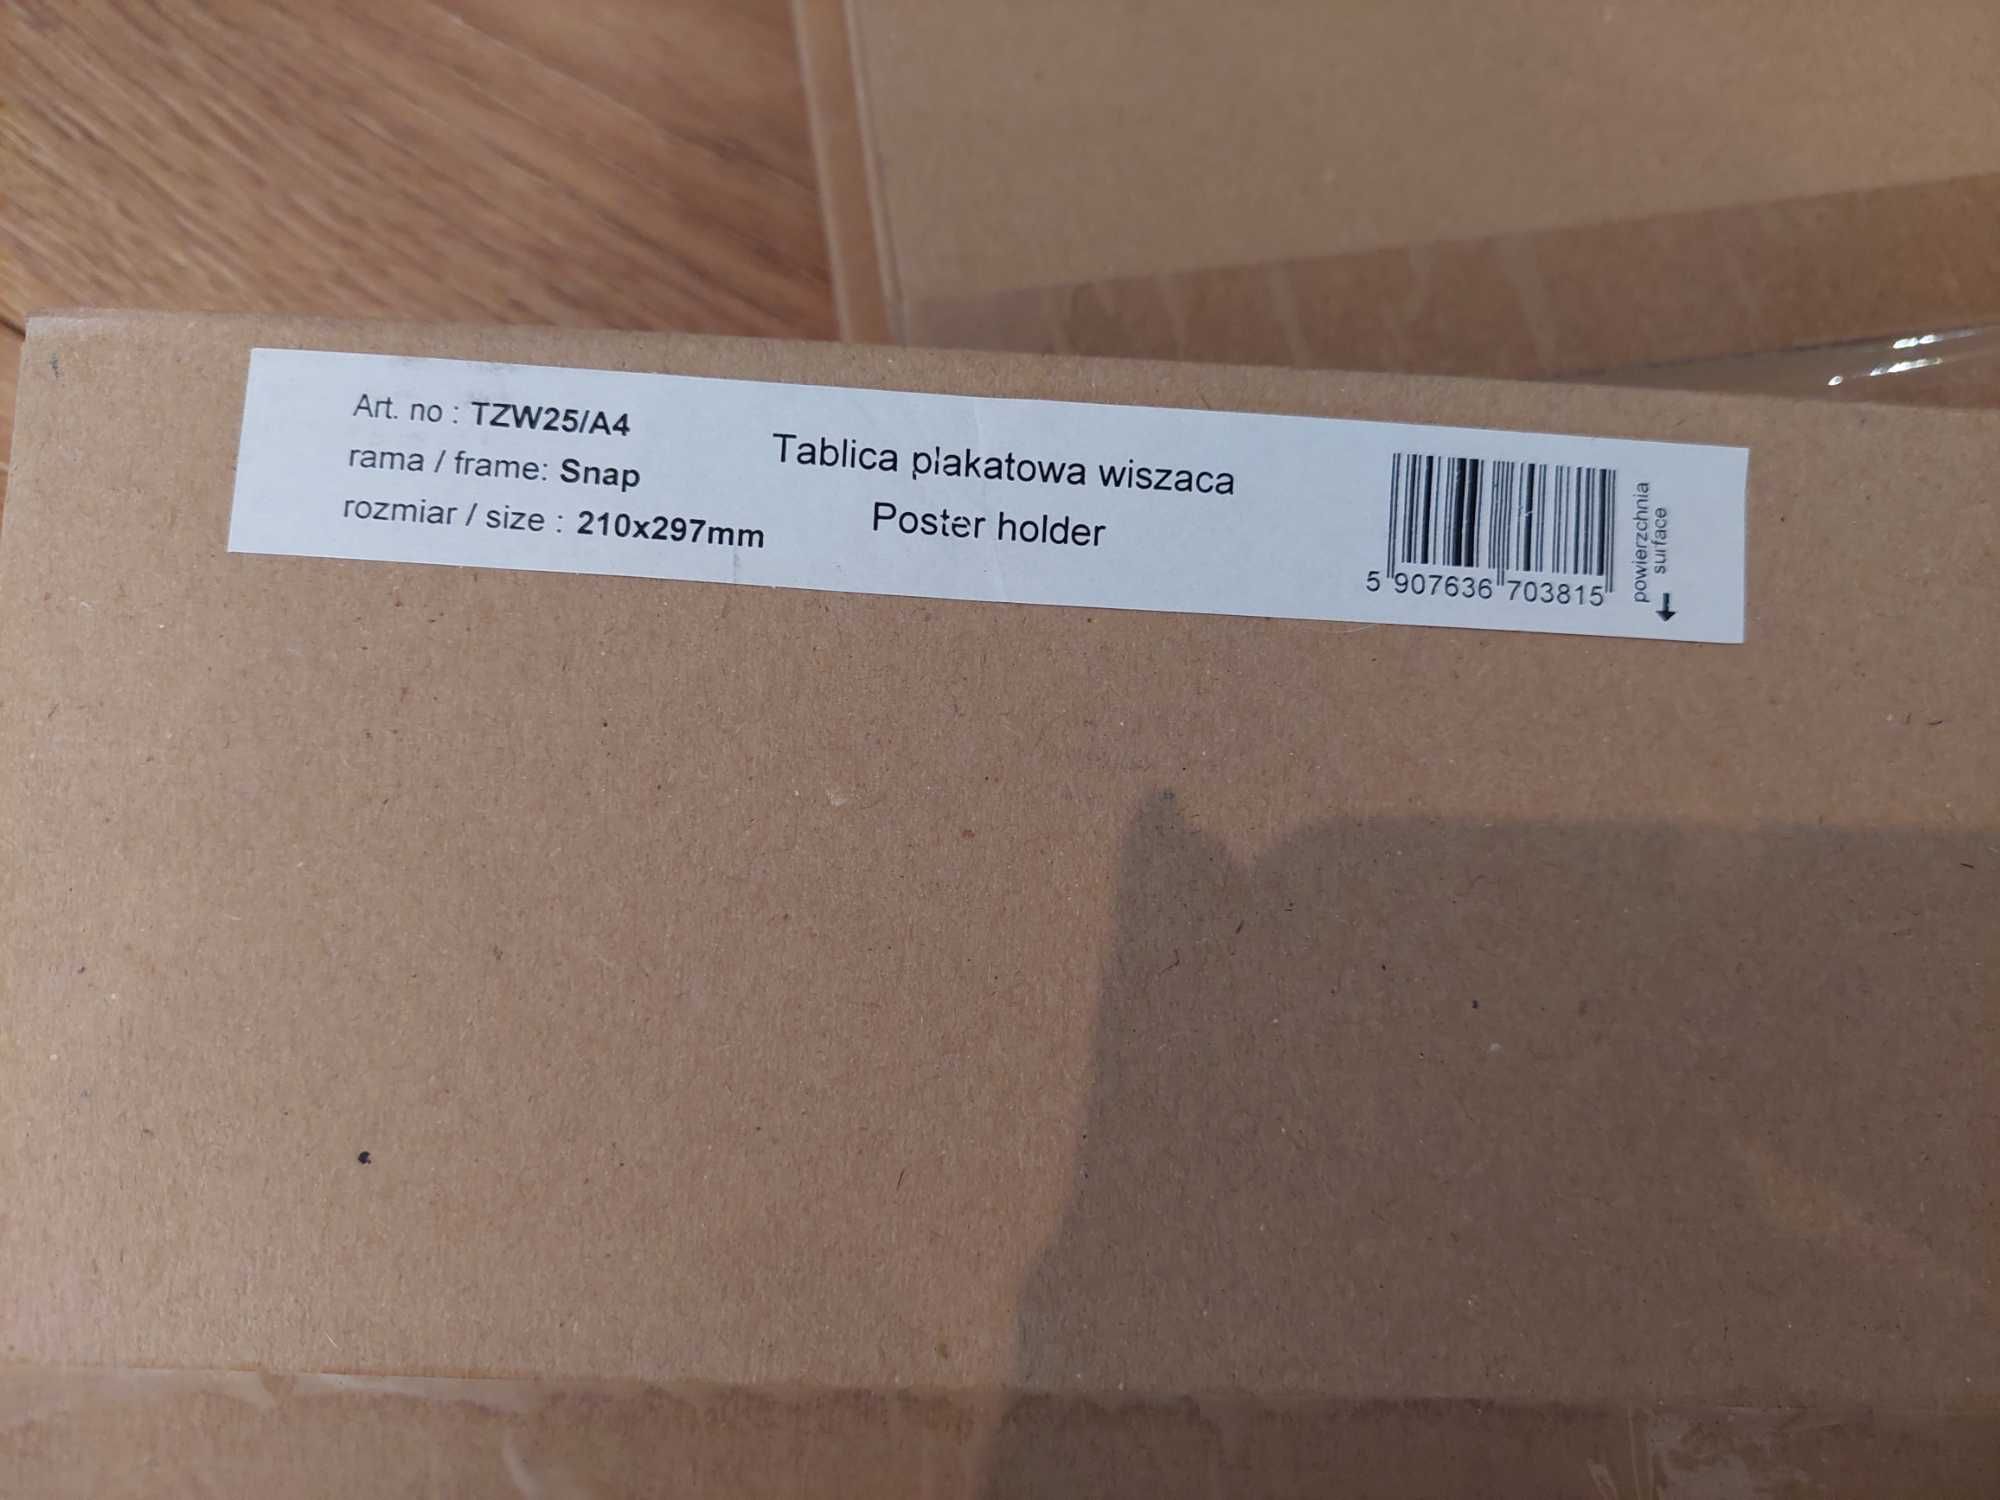 Art. no : TZW25/A4
rama / frame: Snap
rozmiar / size : 210x297mm
Tablica plakatowa wiszaca
Poster holder
5 907636 703815
powierzchnia
surface